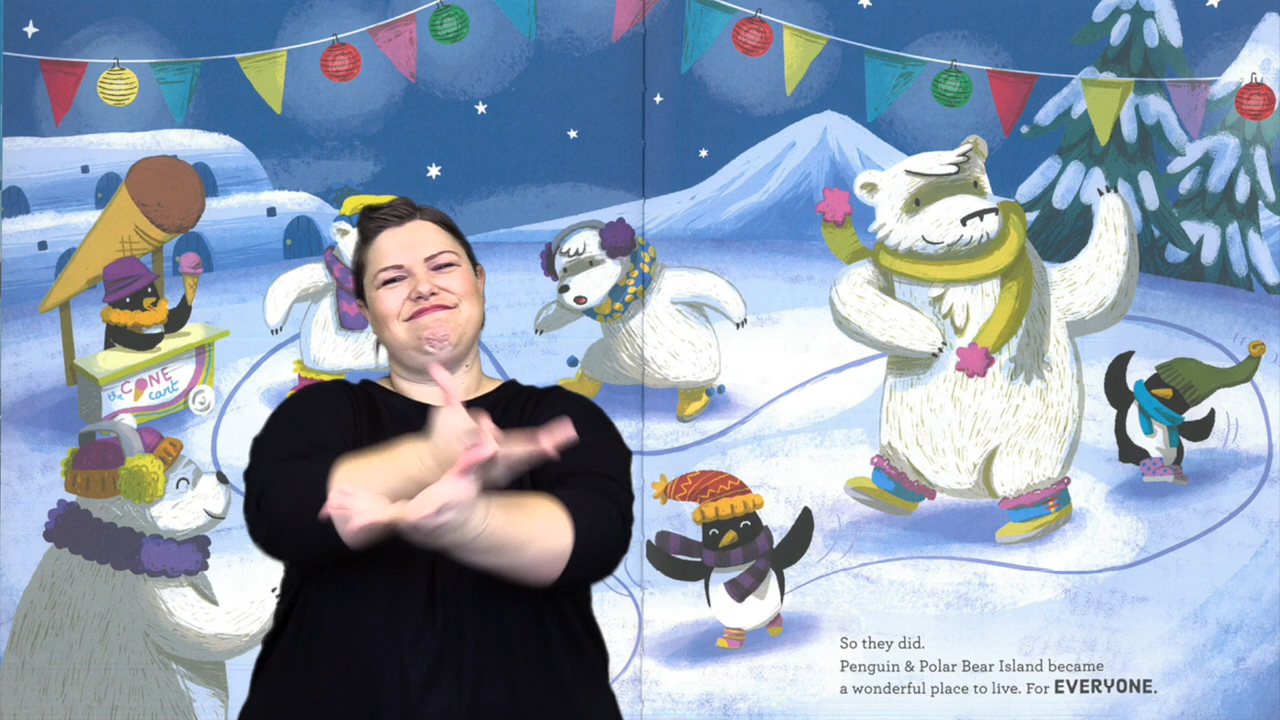 the CONE
cart
So they did.
Penguin & Polar Bear Island became
a wonderful place to live. For EVERYONE.